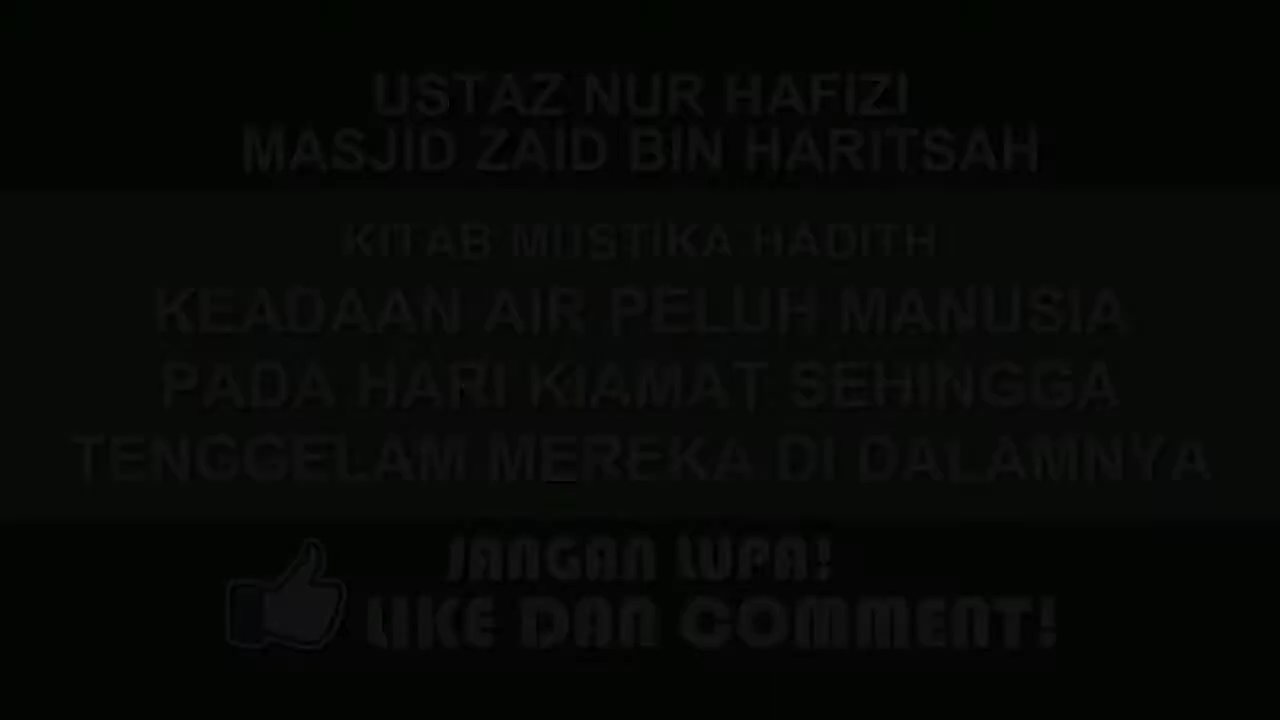 USTAZ NUR HAFIZI
MASJID ZAID BIN HARITSAH
KITAB MUSTIKA HADITH
KEADAAN AIR PELUH MANUSIA
PADA HARI KIAMAT SEHINGGA
TENGGELAM MEREKA DI DALAMNYA
JANGAN LUPA!
LIKE DAN COMMENT!